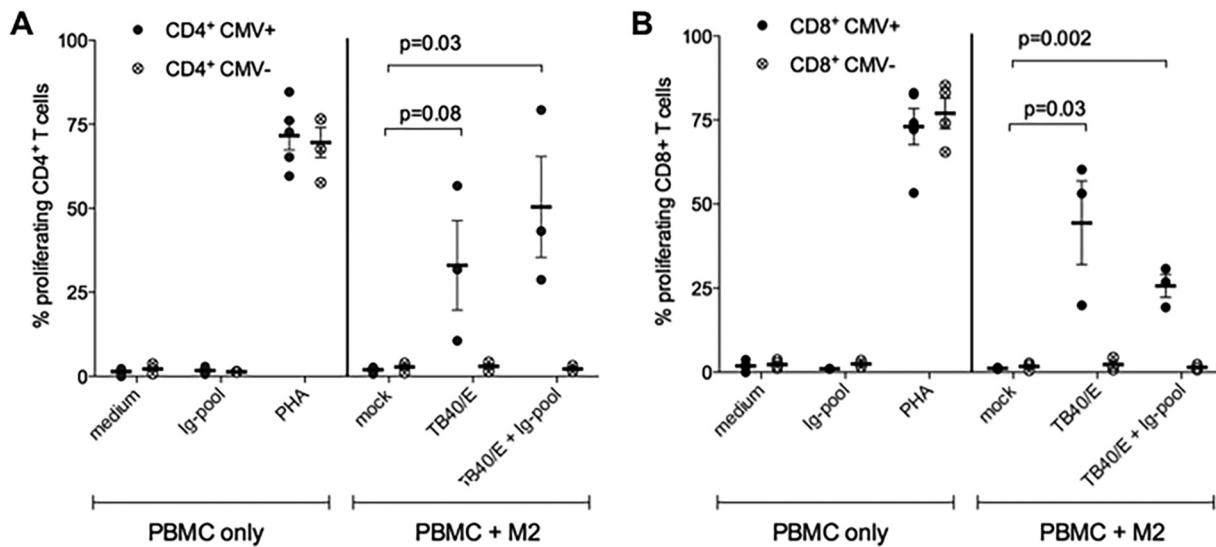 A
CD4+ CMV+
CD4+ CMV-
% proliferating CD4+ T cells
100
75
50
25
0
p=0.03
p=0.08
medium
Ig-pool
PHA
mock
TB40/E
TB40/E + Ig-pool
PBMC only
PBMC + M2
B
CD8+ CMV+
CD8+ CMV-
% proliferating CD8+ T cells
100
75
50
25
0
p=0.002
p=0.03
medium
Ig-pool
PHA
mock
TB40/E
TB40/E + Ig-pool
PBMC only
PBMC + M2